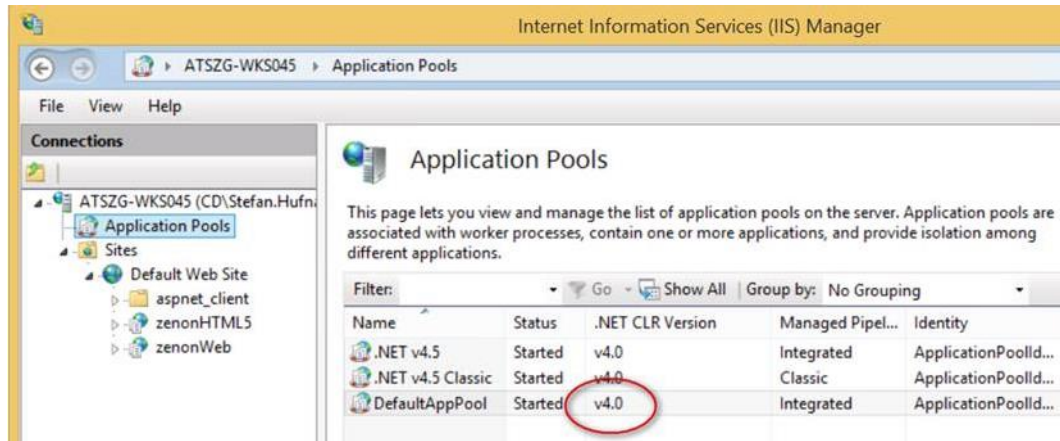 Internet Information Services (IIS) Manager
ATSZG-WKS045 Application Pools
File View Help
Connections
ATSZG-WKS045 (CD\Stefan.Hufna
Application Pools
Sites
Default Web Site
aspnet_client
zenonHTML5
zenonWeb
Application Pools
This page lets you view and manage the list of application pools on the server. Application pools are
associated with worker processes, contain one or more applications, and provide isolation among
different applications.
Filter: Go Show All Group by: No Grouping
Name Status .NET CLR Version Managed Pipel... Identity
.NET v4.5 Started v4.0 Integrated ApplicationPoolId...
.NET v4.5 Classic Started v4.0 Classic ApplicationPoolId...
DefaultAppPool Started v4.0 Integrated ApplicationPoolId...